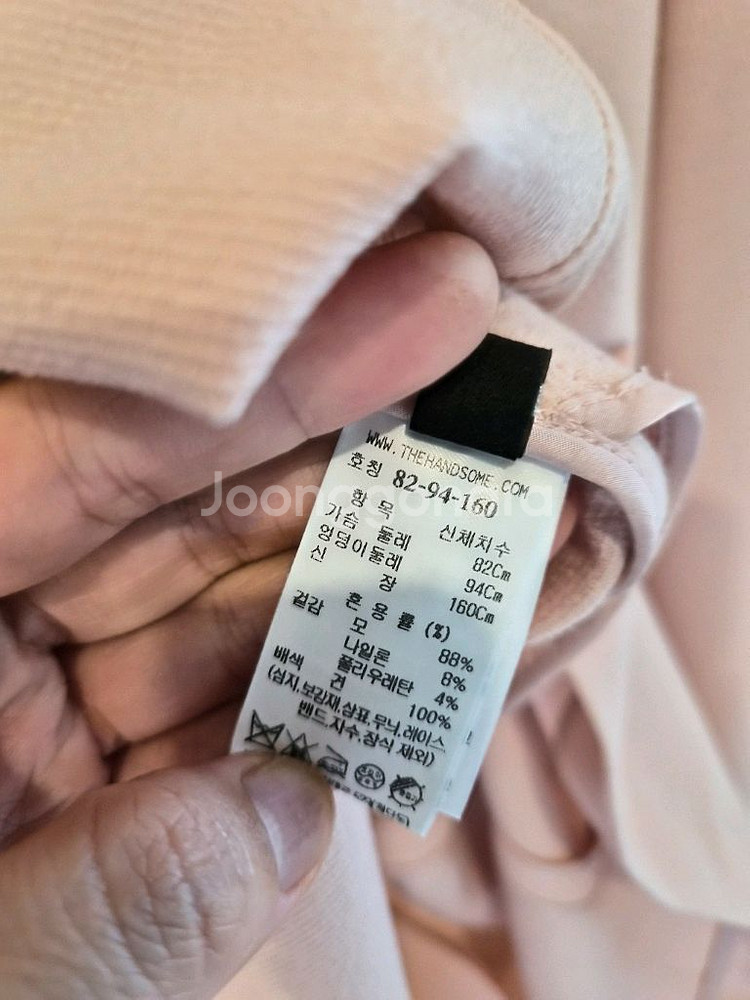 WWW.THEHANDSOME.COM
호칭 82-94-160
항 목 신체치수
가슴 둘레 82Cm
엉덩이둘레 94Cm
신 장 160Cm
혼 용 률 (%)
겉감 모 88%
나일론 8%
폴리우레탄 4%
배색 견 100%
(심지,보강재,상표,무늬,레이스
밴드,자수,장식 제외)
Joonggonara